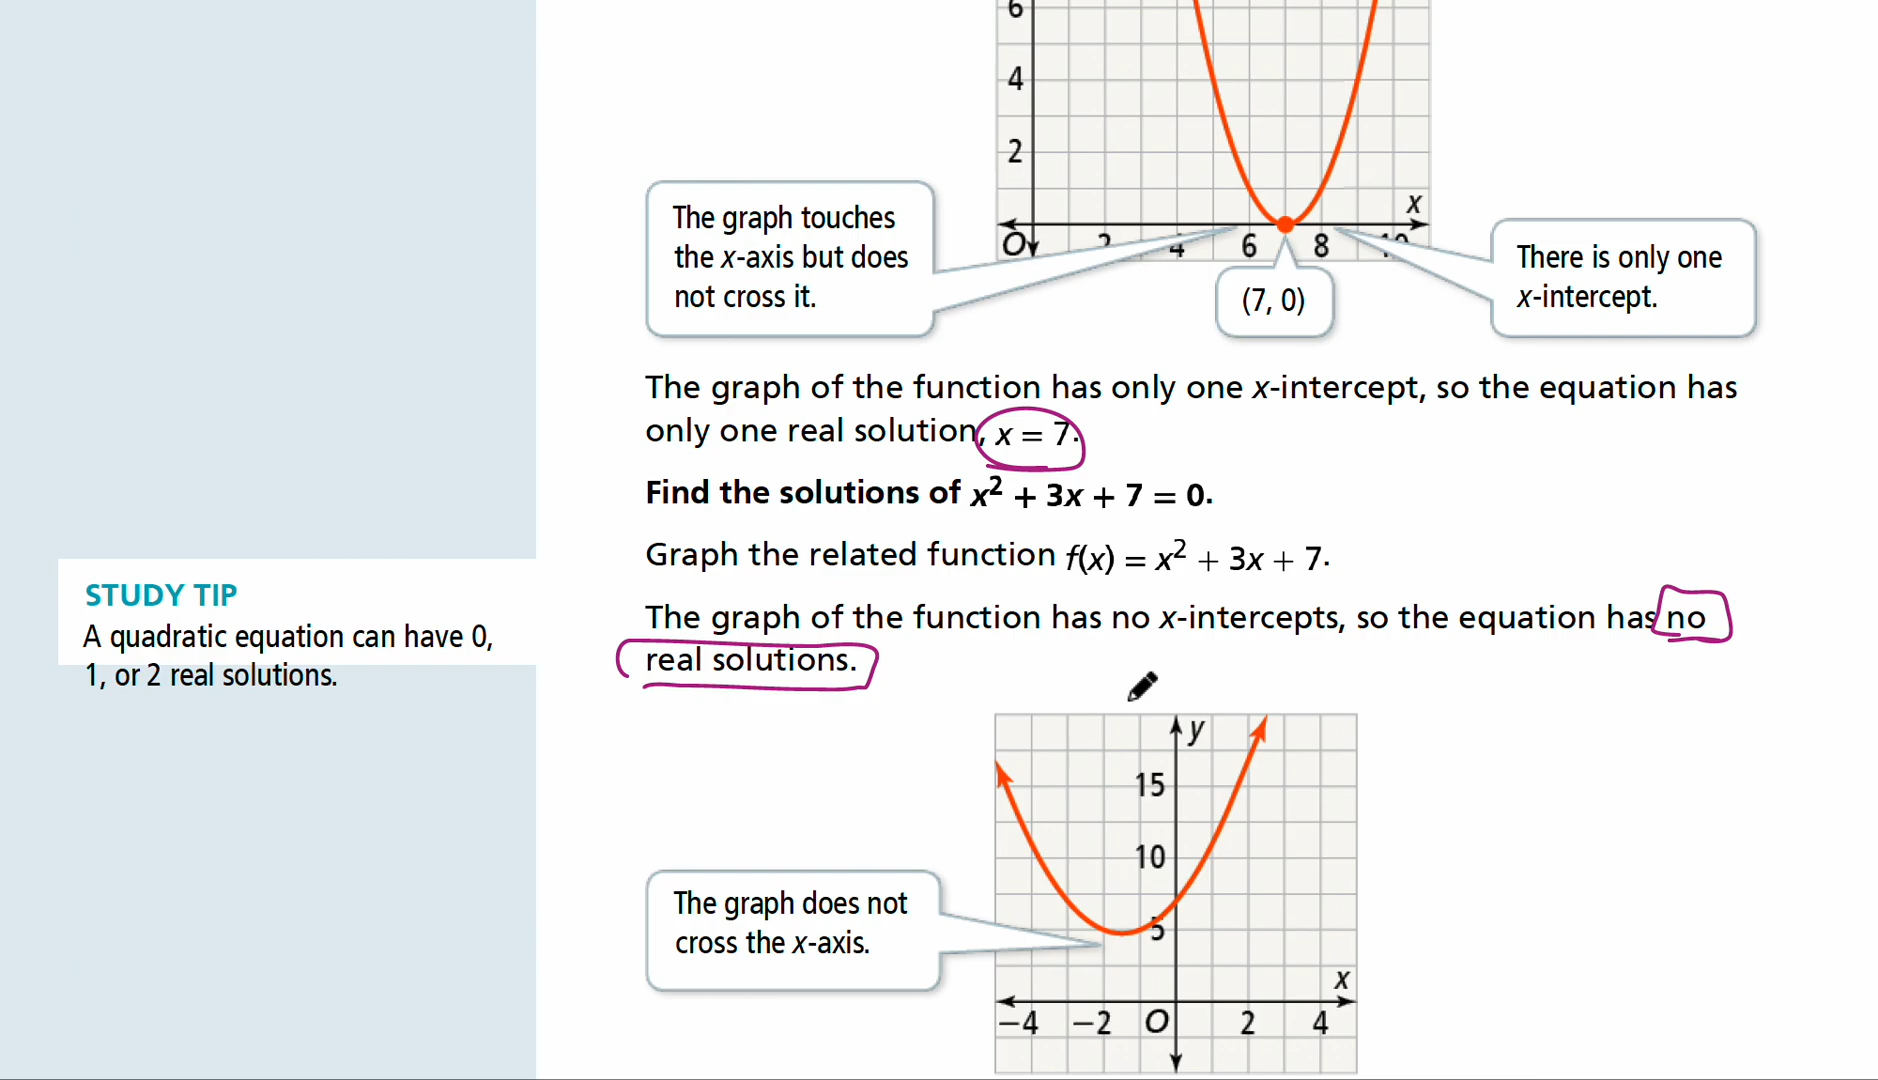 6
4
2
x
O 2 4 6 8 10
The graph touches
the x-axis but does
not cross it.
(7, 0)
There is only one
x-intercept.
The graph of the function has only one x-intercept, so the equation has
only one real solution, x = 7.
Find the solutions of x² + 3x + 7 = 0.
Graph the related function f(x) = x² + 3x + 7.
The graph of the function has no x-intercepts, so the equation has no
real solutions.
STUDY TIP
A quadratic equation can have 0,
1, or 2 real solutions.
y
15
10
5
The graph does not
cross the x-axis.
x
−4 −2 O 2 4